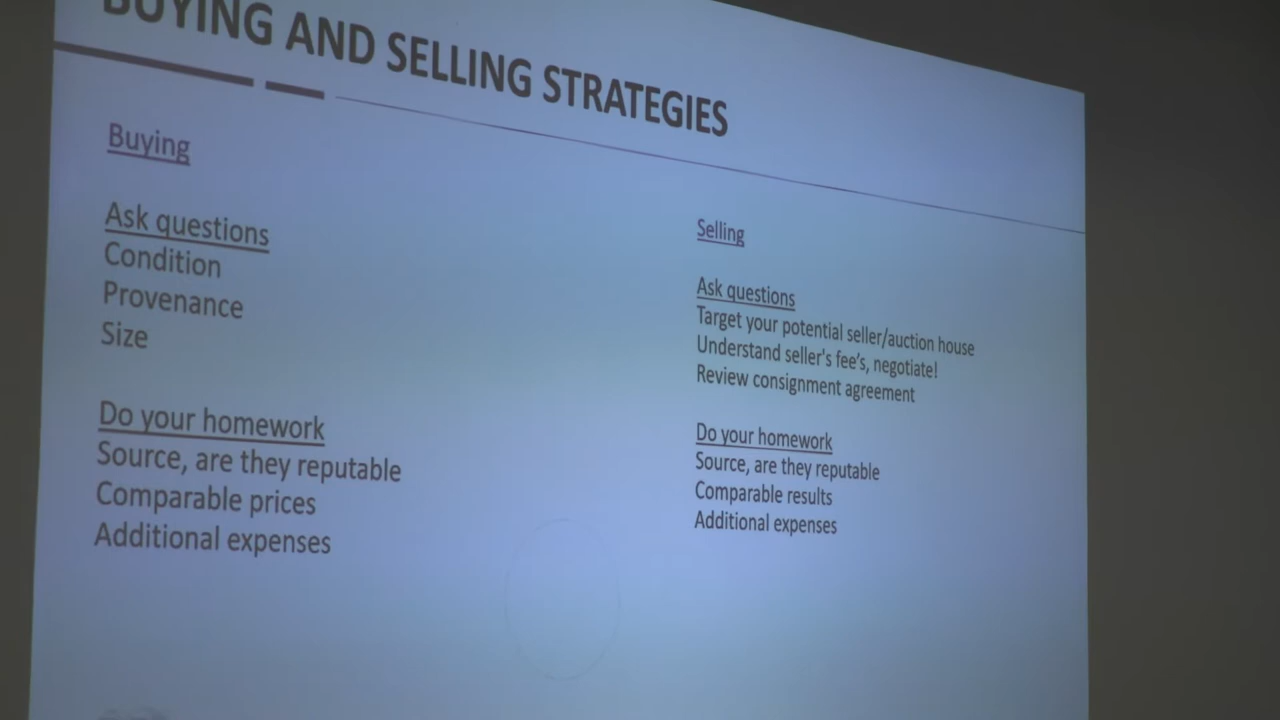 BUYING AND SELLING STRATEGIES
Buying
Ask questions
Condition
Provenance
Size
Do your homework
Source, are they reputable
Comparable prices
Additional expenses
Selling
Ask questions
Target your potential seller/auction house
Understand seller's fee's, negotiate!
Review consignment agreement
Do your homework
Source, are they reputable
Comparable results
Additional expenses